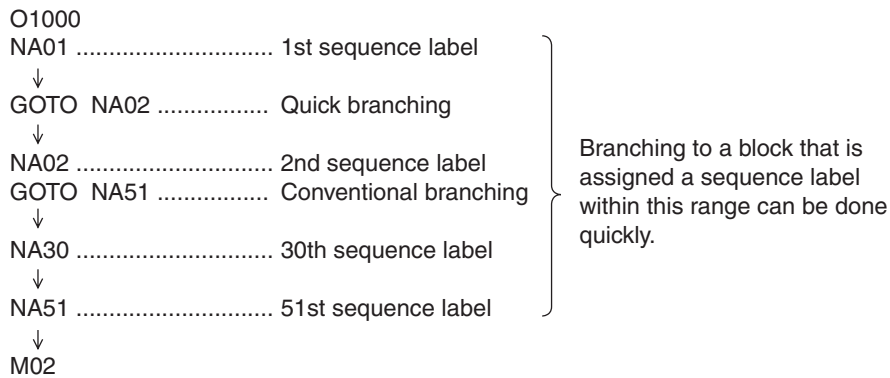 O1000
NA01 ............................ 1st sequence label
↓
GOTO NA02 ................. Quick branching
↓
NA02 ............................ 2nd sequence label
GOTO NA51 ................. Conventional branching
↓
NA30 ............................ 30th sequence label
↓
NA51 ............................ 51st sequence label
↓
M02
Branching to a block that is
assigned a sequence label
within this range can be done
quickly.